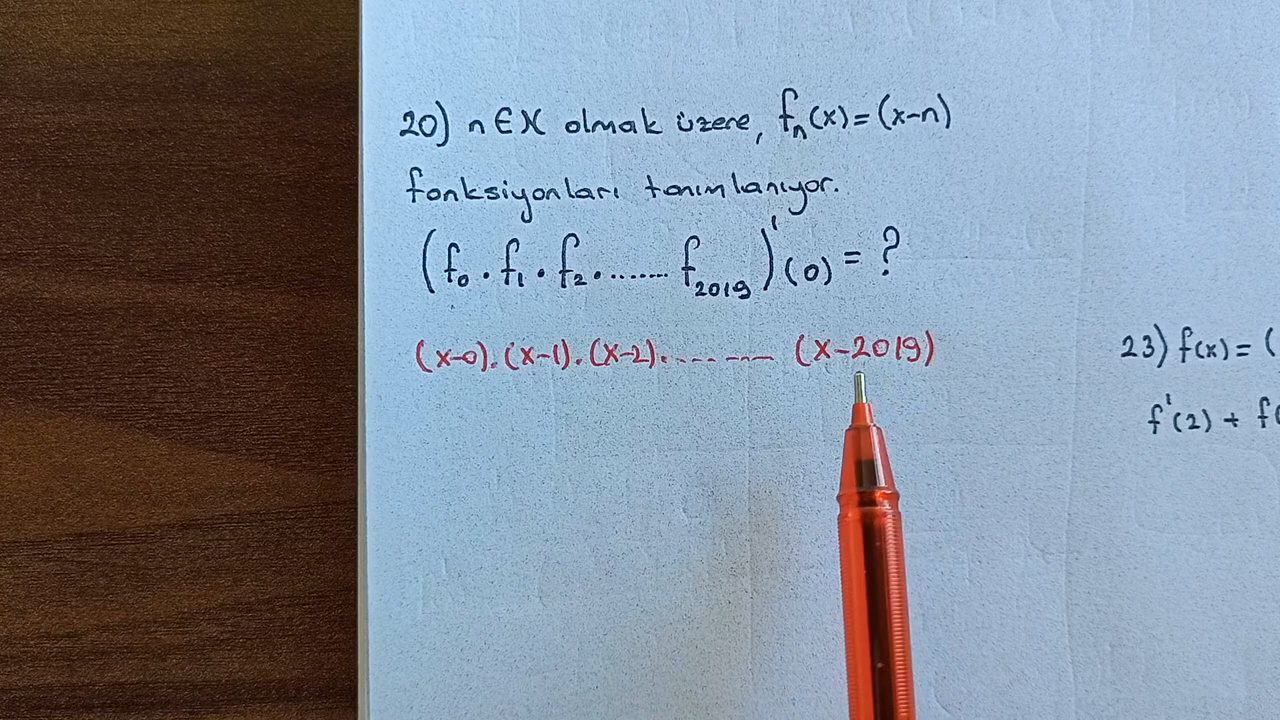 20) n∈N olmak üzere, fₙ(x)=(x-n)
fonksiyonları tanımlanıyor.
(f₀.f₁.f₂........f₂₀₁₉)'(0)=?
(x-0).(x-1).(x-2)........(x-2019)
23) f(x)=(
f'(2)+f(